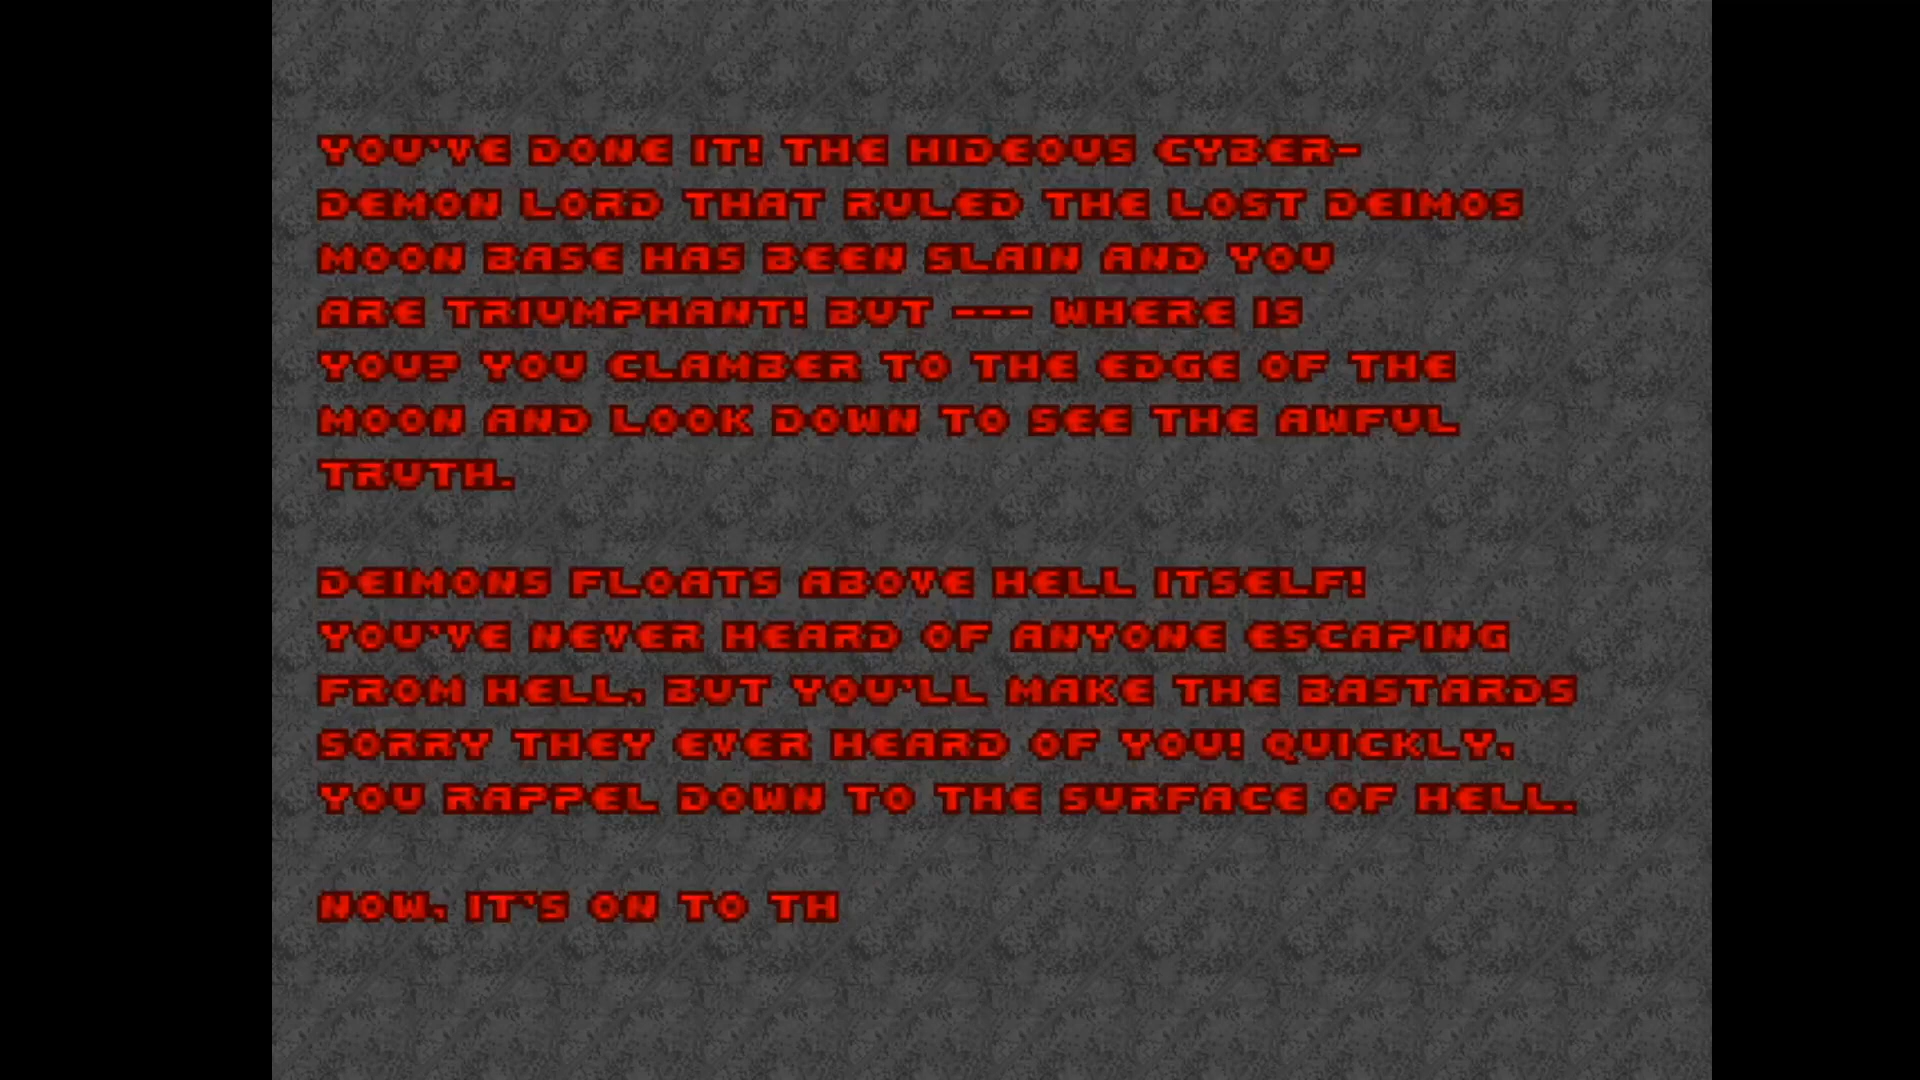 YOU'VE DONE IT! THE HIDEOUS CYBER-
DEMON LORD THAT RULED THE LOST DEIMOS
MOON BASE HAS BEEN SLAIN AND YOU
ARE TRIUMPHANT! BUT --- WHERE IS
YOU? YOU CLAMBER TO THE EDGE OF THE
MOON AND LOOK DOWN TO SEE THE AWFUL
TRUTH.

DEIMONS FLOATS ABOVE HELL ITSELF!
YOU'VE NEVER HEARD OF ANYONE ESCAPING
FROM HELL, BUT YOU'LL MAKE THE BASTARDS
SORRY THEY EVER HEARD OF YOU! QUICKLY,
YOU RAPPEL DOWN TO THE SURFACE OF HELL.

NOW, IT'S ON TO TH